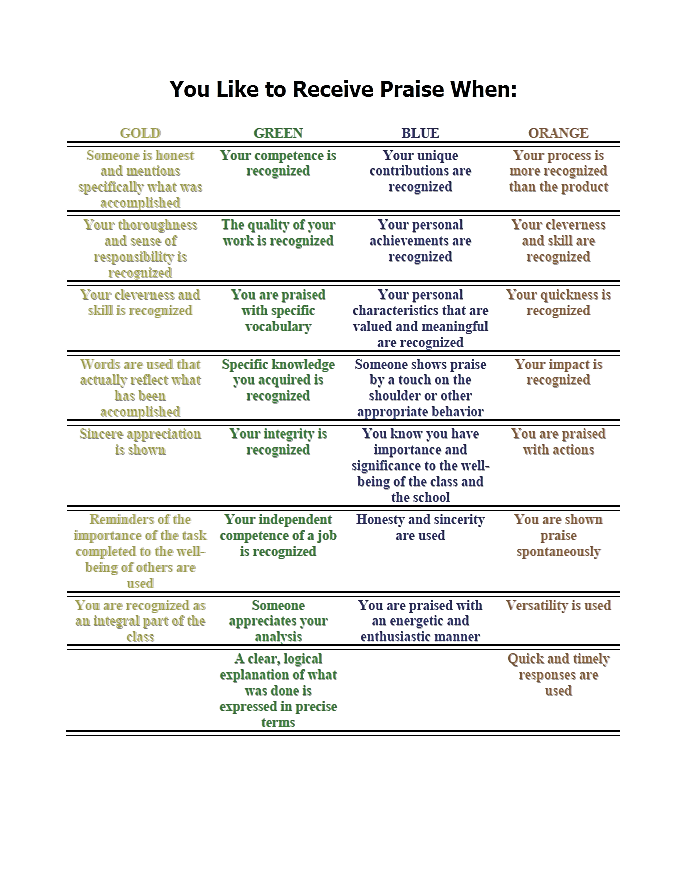 You Like to Receive Praise When:
GOLD GREEN BLUE ORANGE
Someone is honest
and mentions
specifically what was
accomplished
Your competence is
recognized
Your unique
contributions are
recognized
Your process is
more recognized
than the product
Your thoroughness
and sense of
responsibility is
recognized
The quality of your
work is recognized
Your personal
achievements are
recognized
Your cleverness
and skill are
recognized
Your cleverness and
skill is recognized
You are praised
with specific
vocabulary
Your personal
characteristics that are
valued and meaningful
are recognized
Your quickness is
recognized
Words are used that
actually reflect what
has been
accomplished
Specific knowledge
you acquired is
recognized
Someone shows praise
by a touch on the
shoulder or other
appropriate behavior
Your impact is
recognized
Sincere appreciation
is shown
Your integrity is
recognized
You know you have
importance and
significance to the well-
being of the class and
the school
You are praised
with actions
Reminders of the
importance of the task
completed to the well-
being of others are
used
Your independent
competence of a job
is recognized
Honesty and sincerity
are used
You are shown
praise
spontaneously
You are recognized as
an integral part of the
class
Someone
appreciates your
analysis
You are praised with
an energetic and
enthusiastic manner
Versatility is used
A clear, logical
explanation of what
was done is
expressed in precise
terms
Quick and timely
responses are
used